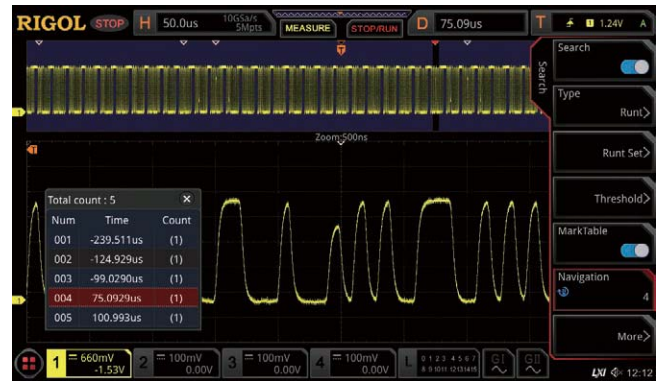 RIGOL STOP H 50.0us 10GSa/s 5Mpts MEASURE STOP/RUN D 75.09us T 1 1.24V A
T
Search
Search
Type
Runt>
1
Zoom:500ns
T
Runt Set>
Total count : 5 ×
Threshold>
Num Time Count
001 -239.511us (1)
MarkTable
002 -124.929us (1)
003 -99.0290us (1)
Navigation
004 75.0929us (1)
2 4
1
005 100.993us (1)
More>
1 660mV -1.53V 2 100mV 0.00V 3 100mV 0.00V 4 100mV 0.00V L 0 1 2 3 4 5 6 7 8 9 10 11 12 13 14 15 GI GII
LXI 12:12